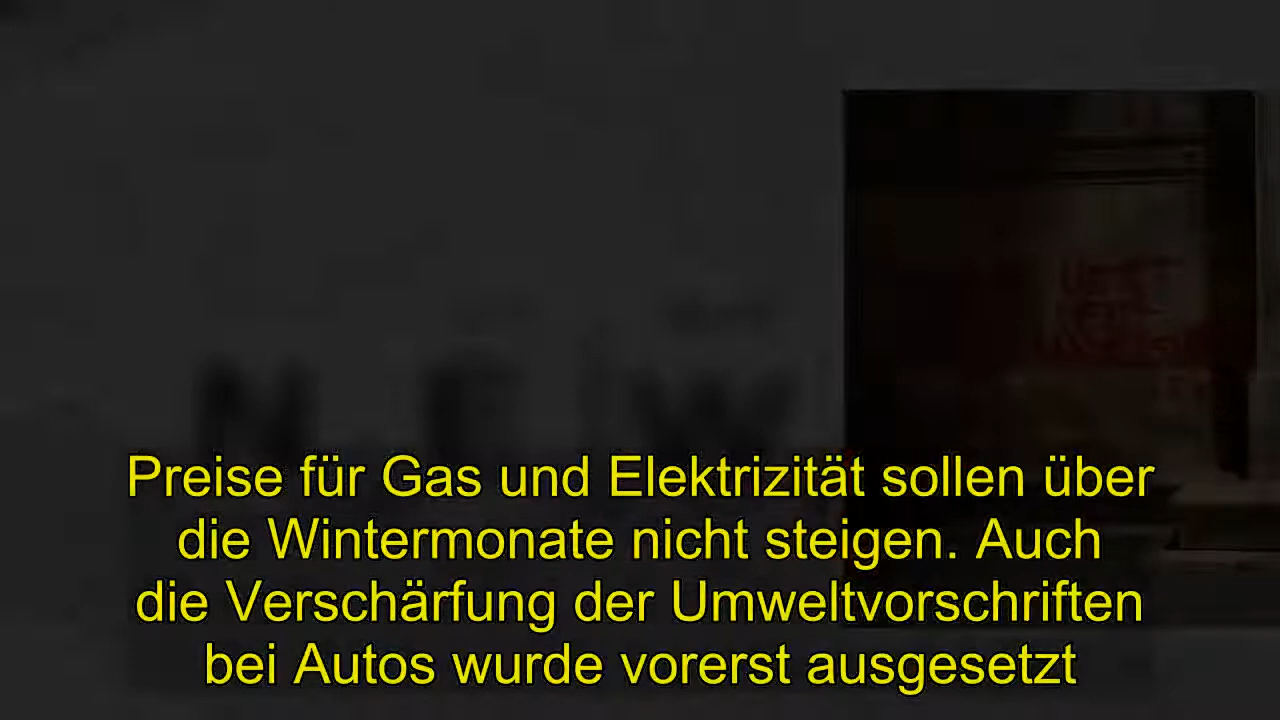 NEW
Preise für Gas und Elektrizität sollen über
die Wintermonate nicht steigen. Auch
die Verschärfung der Umweltvorschriften
bei Autos wurde vorerst ausgesetzt